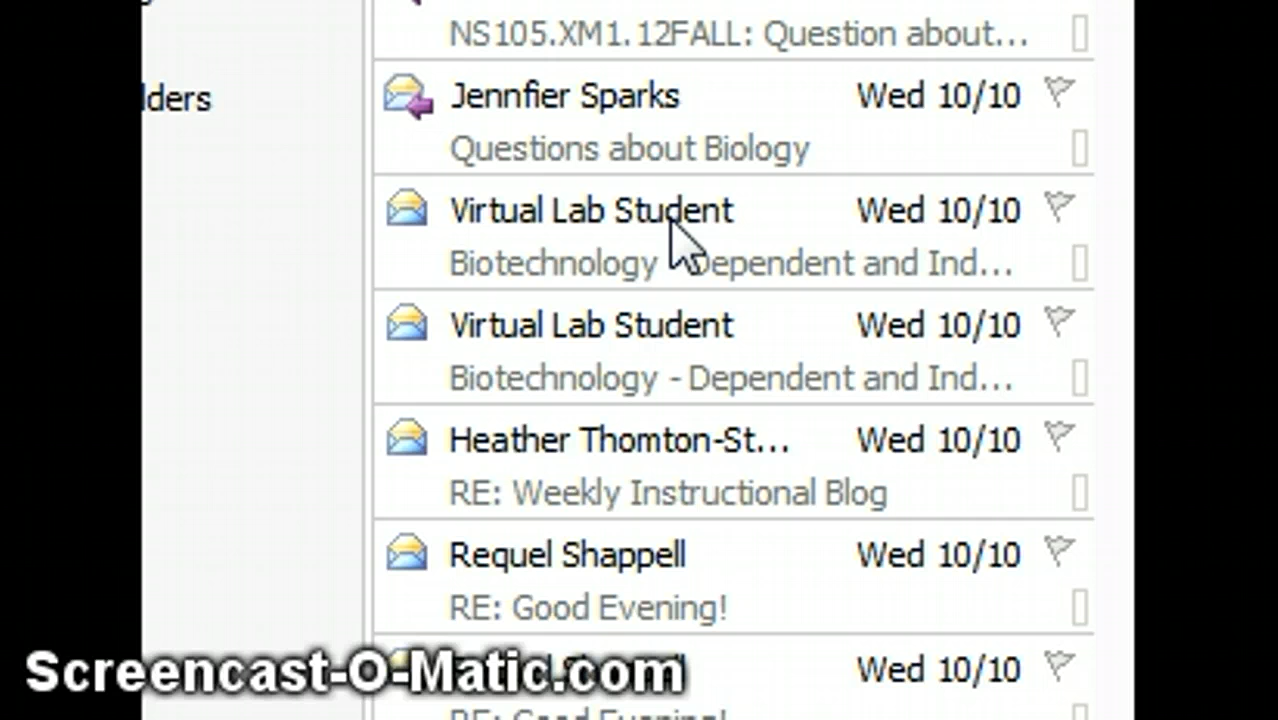 NS105.XM1.12FALL: Question about...
lders
Jennfier Sparks Wed 10/10
Questions about Biology
Virtual Lab Student Wed 10/10
Biotechnology Dependent and Ind...
Virtual Lab Student Wed 10/10
Biotechnology - Dependent and Ind...
Heather Thomton-St... Wed 10/10
RE: Weekly Instructional Blog
Requel Shappell Wed 10/10
RE: Good Evening!
Wed 10/10
RE: Good Evening!
Screencast-O-Matic.com